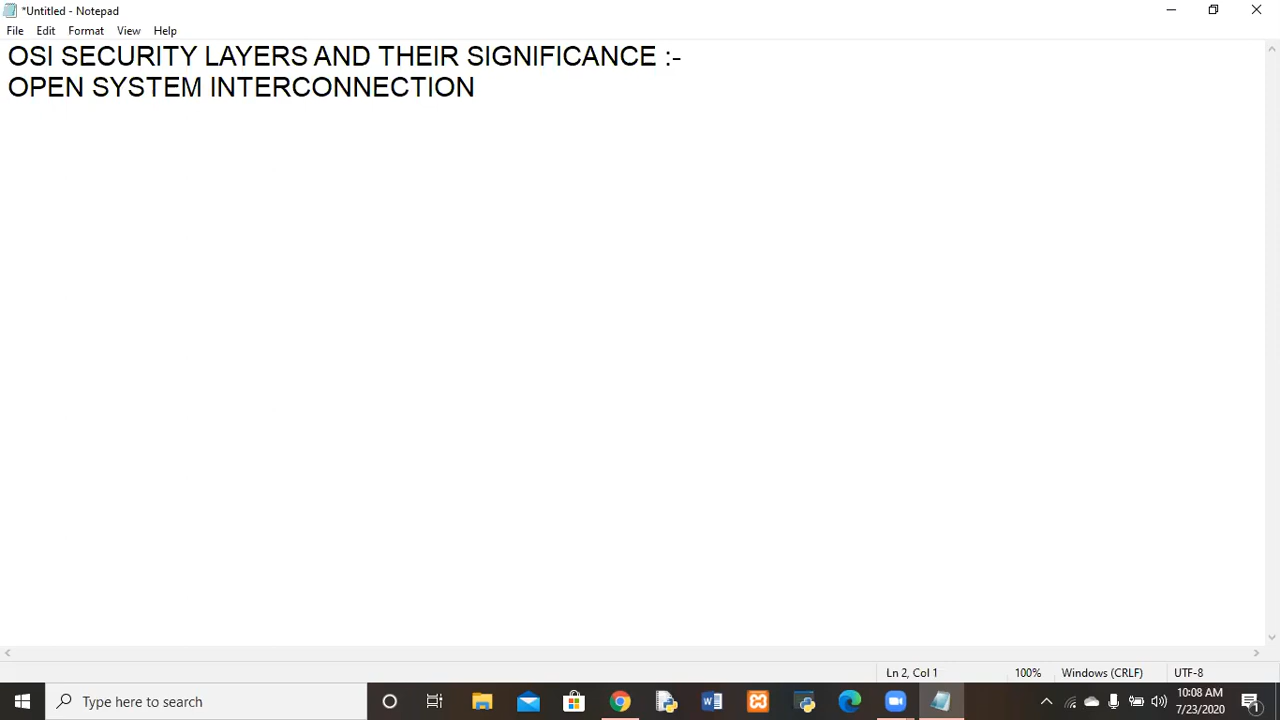 *Untitled - Notepad
File Edit Format View Help
OSI SECURITY LAYERS AND THEIR SIGNIFICANCE :-
OPEN SYSTEM INTERCONNECTION
Ln 2, Col 1 100% Windows (CRLF) UTF-8
Type here to search
10:08 AM
7/23/2020
1